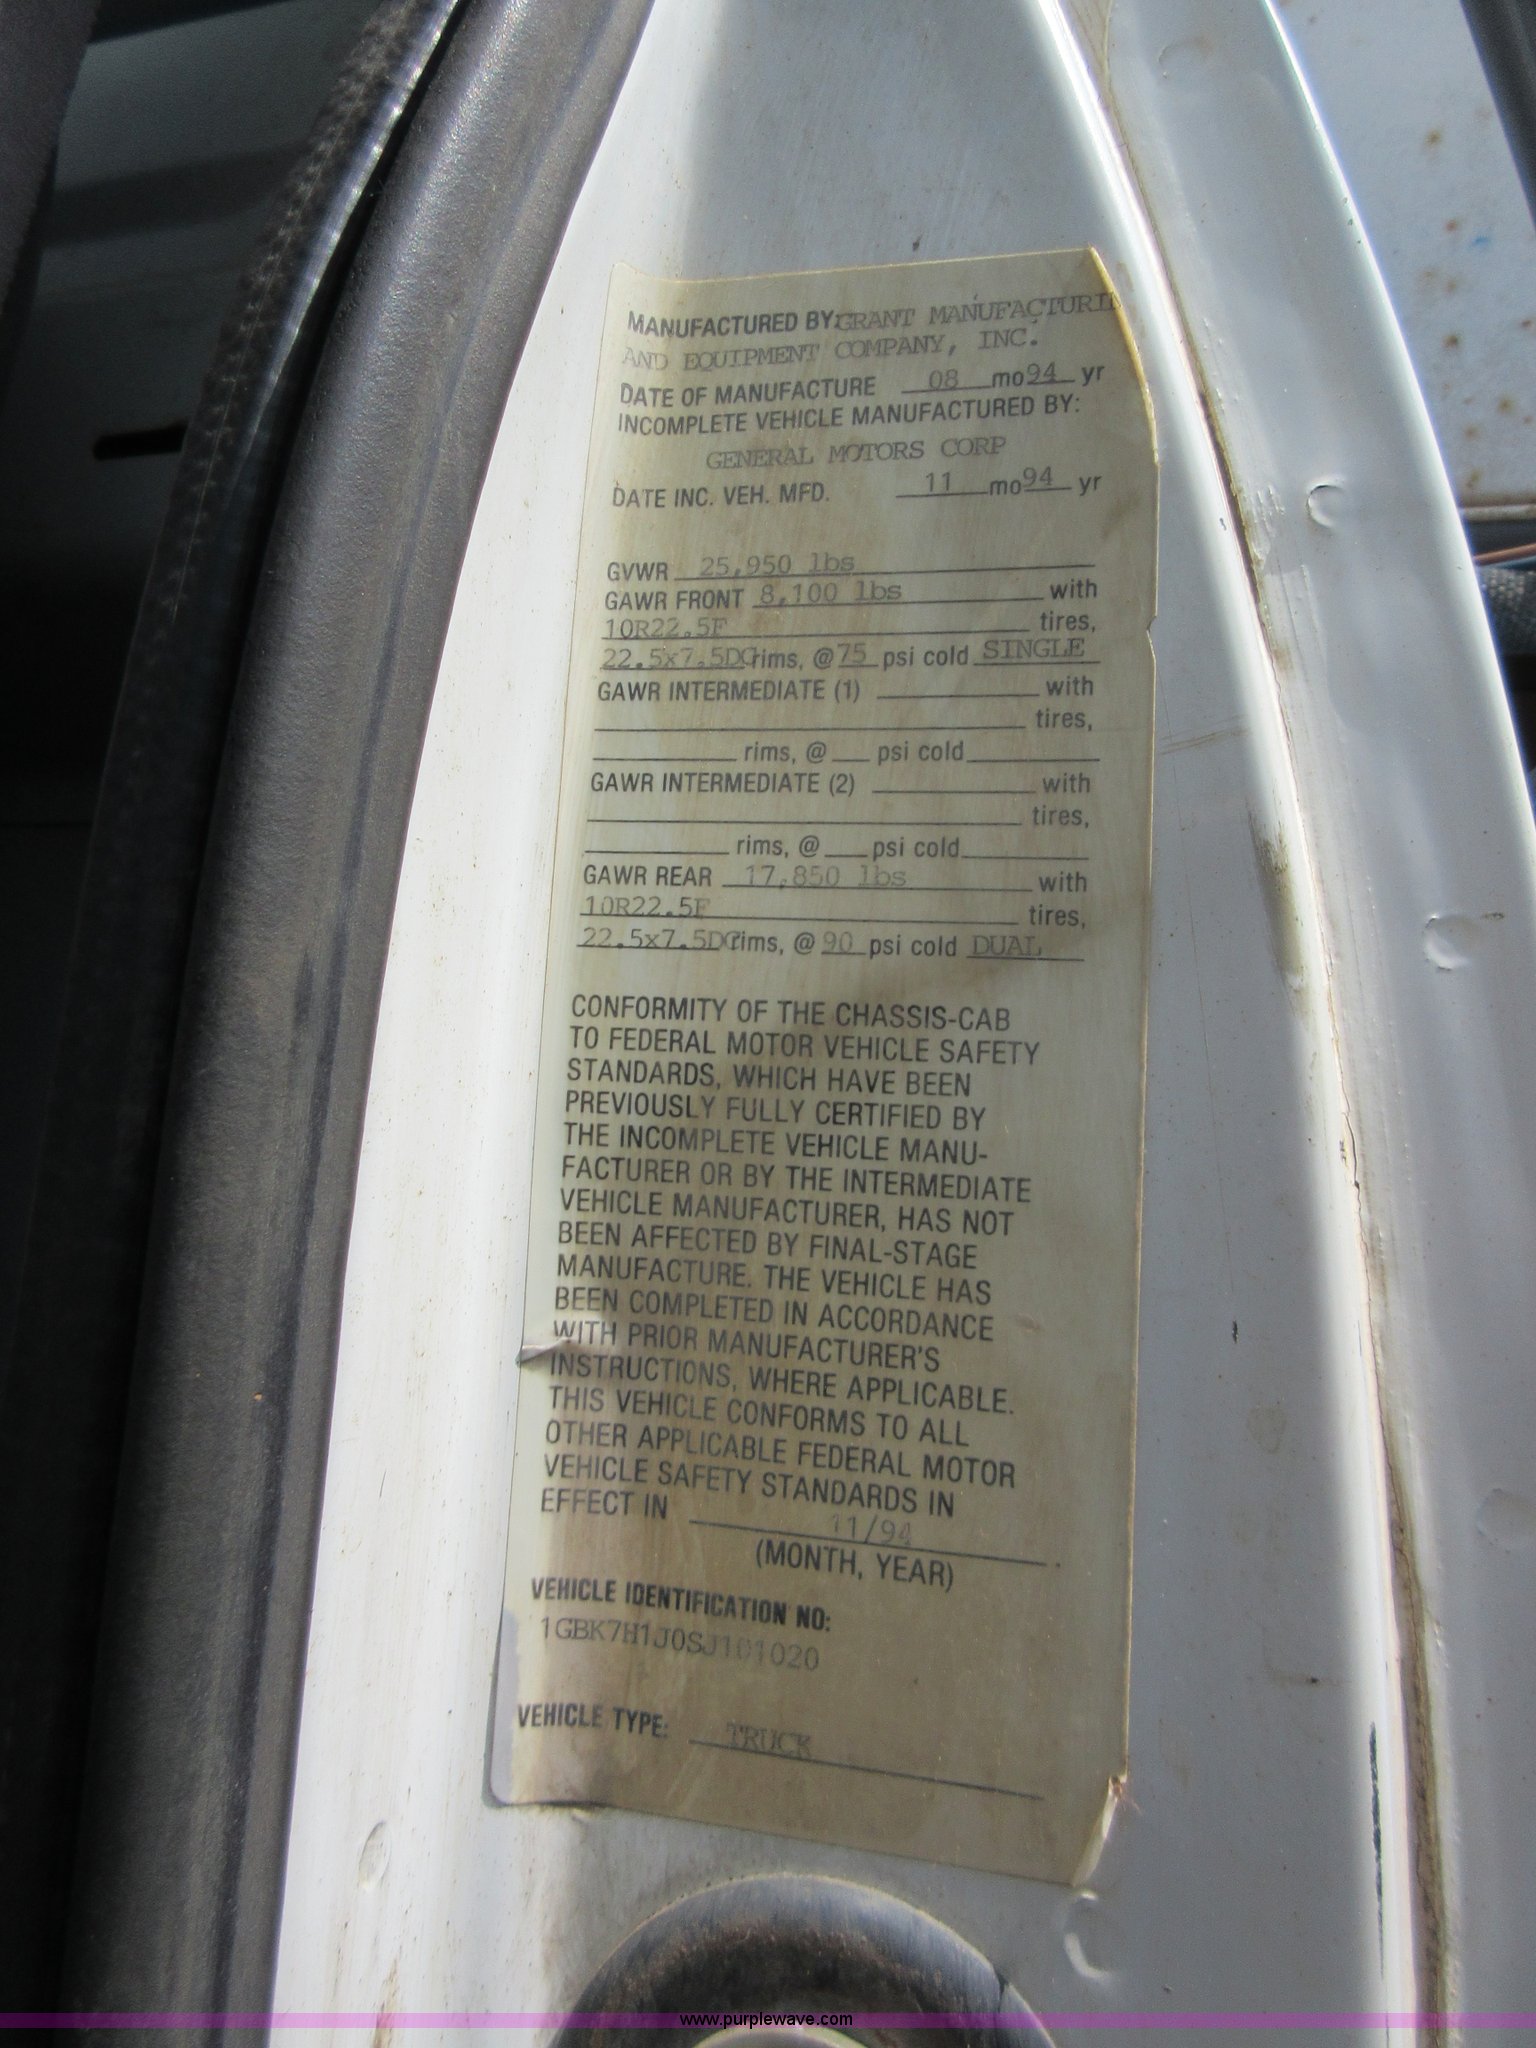 MANUFACTURED BY: GRANT MANUFACTURIN
AND EQUIPMENT COMPANY, INC.
DATE OF MANUFACTURE 08 mo 94 yr
INCOMPLETE VEHICLE MANUFACTURED BY:
GENERAL MOTORS CORP
DATE INC. VEH. MFD. 11 mo 94 yr
GVWR 25,950 lbs
GAWR FRONT 8,100 lbs with
10R22.5F tires,
22.5x7.5DC rims, @ 75 psi cold SINGLE
GAWR INTERMEDIATE (1) with
tires,
rims, @ psi cold
GAWR INTERMEDIATE (2) with
tires,
rims, @ psi cold
GAWR REAR 17,850 lbs with
10R22.5F tires,
22.5x7.5DC rims, @ 90 psi cold DUAL
CONFORMITY OF THE CHASSIS-CAB
TO FEDERAL MOTOR VEHICLE SAFETY
STANDARDS, WHICH HAVE BEEN
PREVIOUSLY FULLY CERTIFIED BY
THE INCOMPLETE VEHICLE MANU-
FACTURER OR BY THE INTERMEDIATE
VEHICLE MANUFACTURER, HAS NOT
BEEN AFFECTED BY FINAL-STAGE
MANUFACTURE. THE VEHICLE HAS
BEEN COMPLETED IN ACCORDANCE
WITH PRIOR MANUFACTURER'S
INSTRUCTIONS, WHERE APPLICABLE.
THIS VEHICLE CONFORMS TO ALL
OTHER APPLICABLE FEDERAL MOTOR
VEHICLE SAFETY STANDARDS IN
EFFECT IN 11/94.
(MONTH, YEAR)
VEHICLE IDENTIFICATION NO:
1GBK7H1J0SJ101020
VEHICLE TYPE: TRUCK
www.purplewave.com